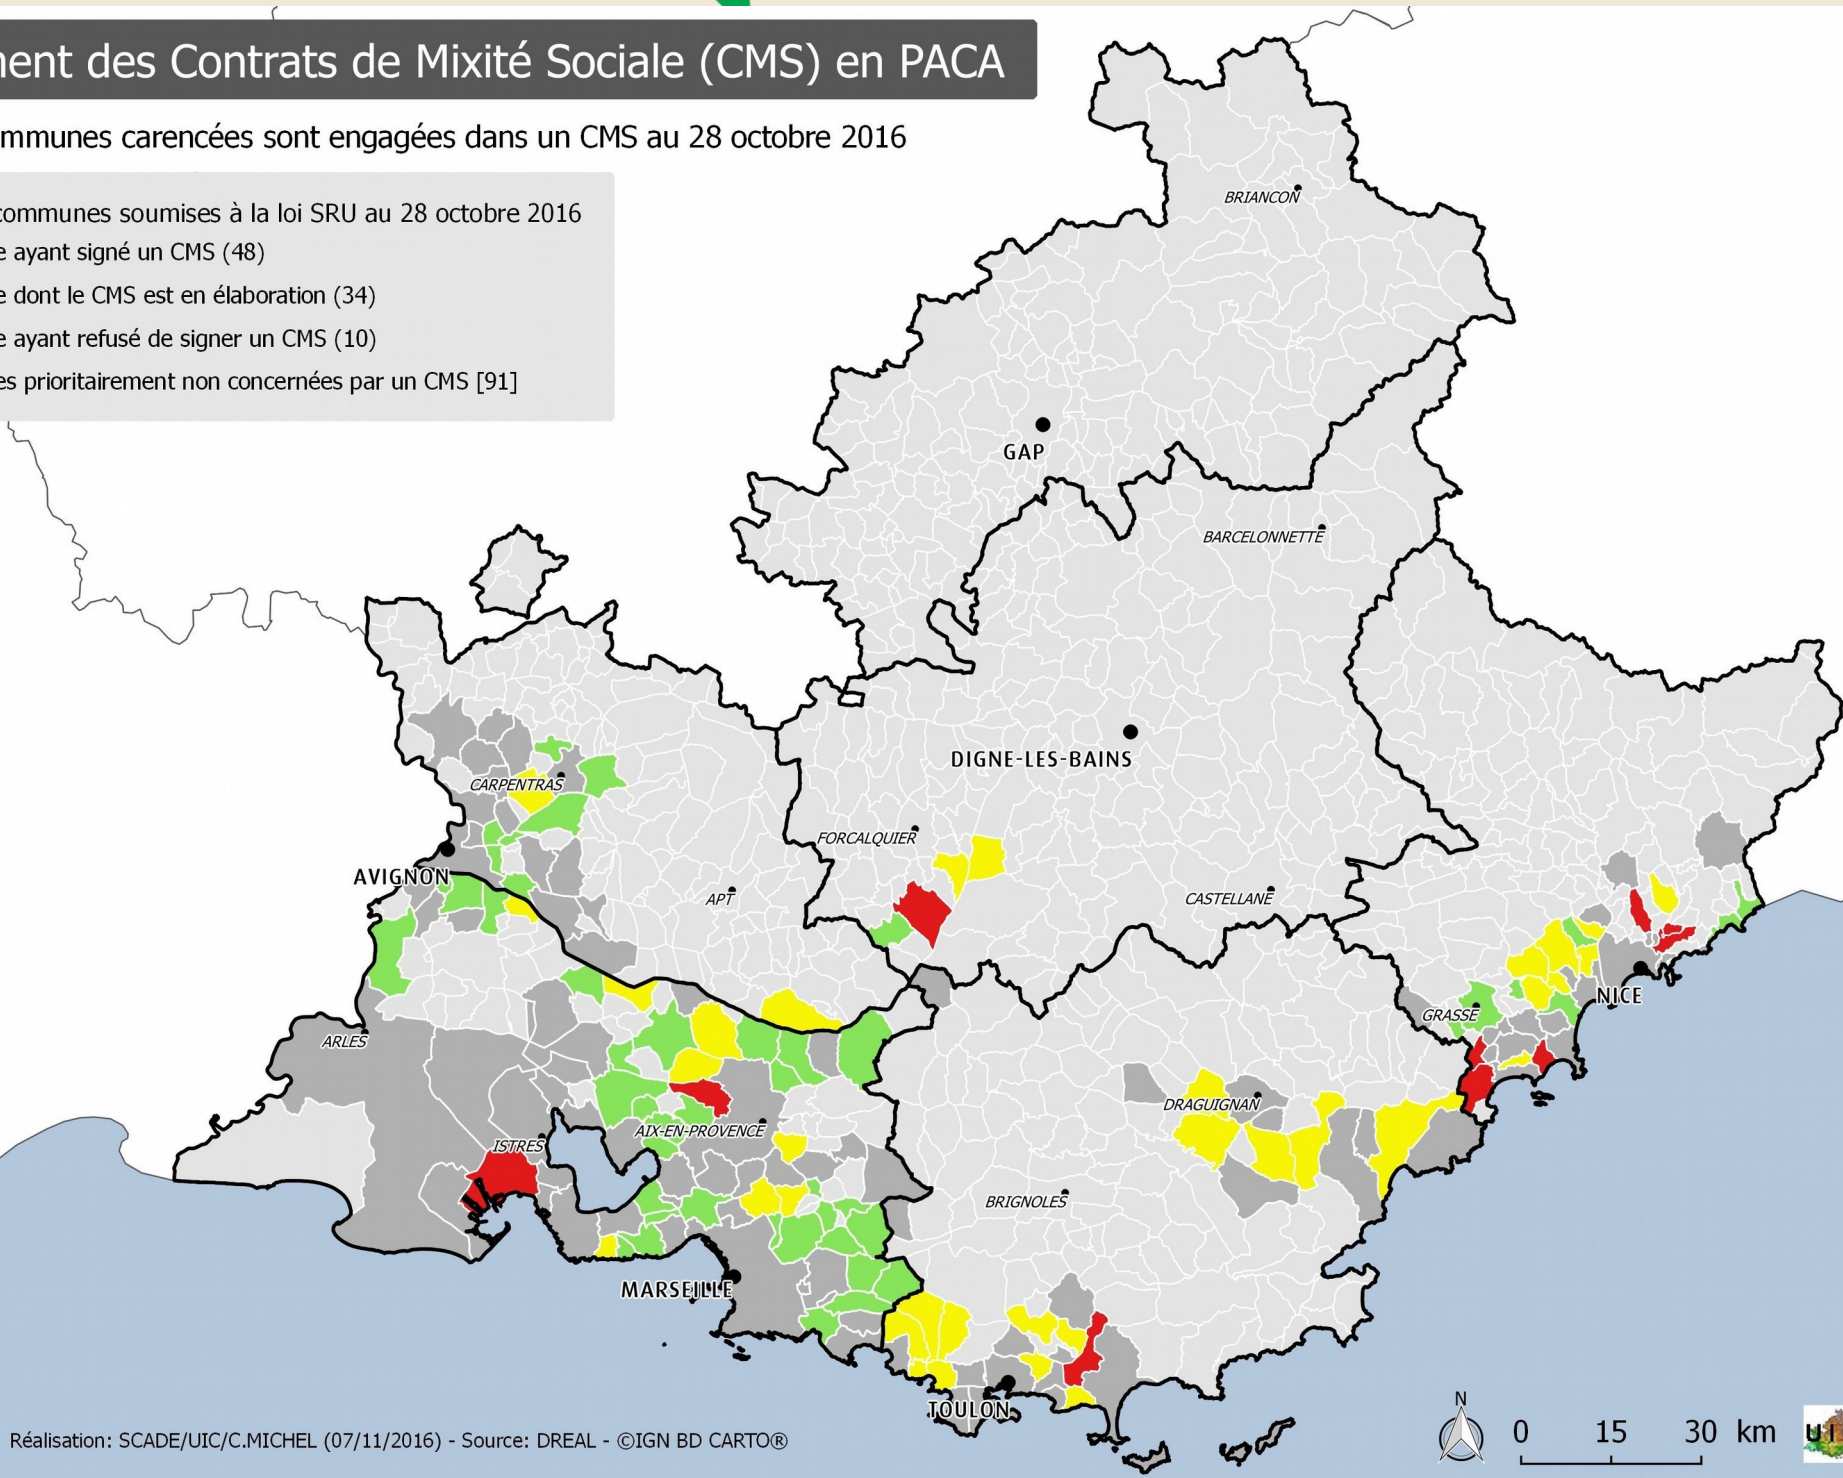 ment des Contrats de Mixité Sociale (CMS) en PACA
mmunes carencées sont engagées dans un CMS au 28 octobre 2016
communes soumises à la loi SRU au 28 octobre 2016
e ayant signé un CMS (48)
e dont le CMS est en élaboration (34)
e ayant refusé de signer un CMS (10)
es prioritairement non concernées par un CMS [91]
BRIANCON
GAP
BARCELONNETTE
DIGNE-LES-BAINS
CARPENTRAS
FORCALQUIER
AVIGNON
APT
CASTELLANE
NICE
GRASSE
ARLES
DRAGUIGNAN
AIX-EN-PROVENCE
ISTRES
BRIGNOLES
MARSEILLE
TOULON
N
0 15 30 km
Réalisation: SCADE/UIC/C.MICHEL (07/11/2016) - Source: DREAL - ©IGN BD CARTO®